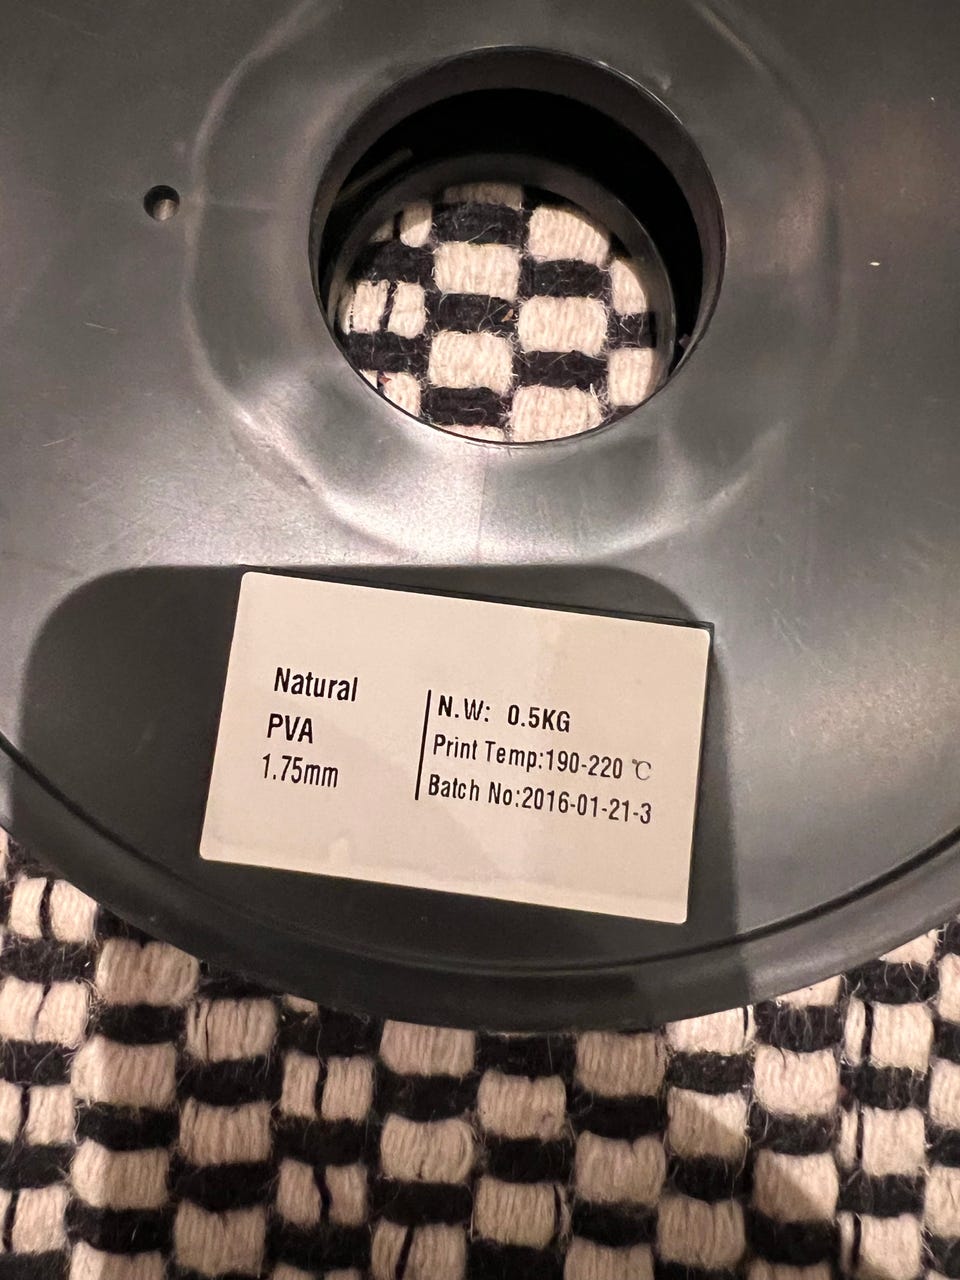 Natural
PVA
1.75mm
N.W: 0.5KG
Print Temp:190-220 ℃
Batch No:2016-01-21-3